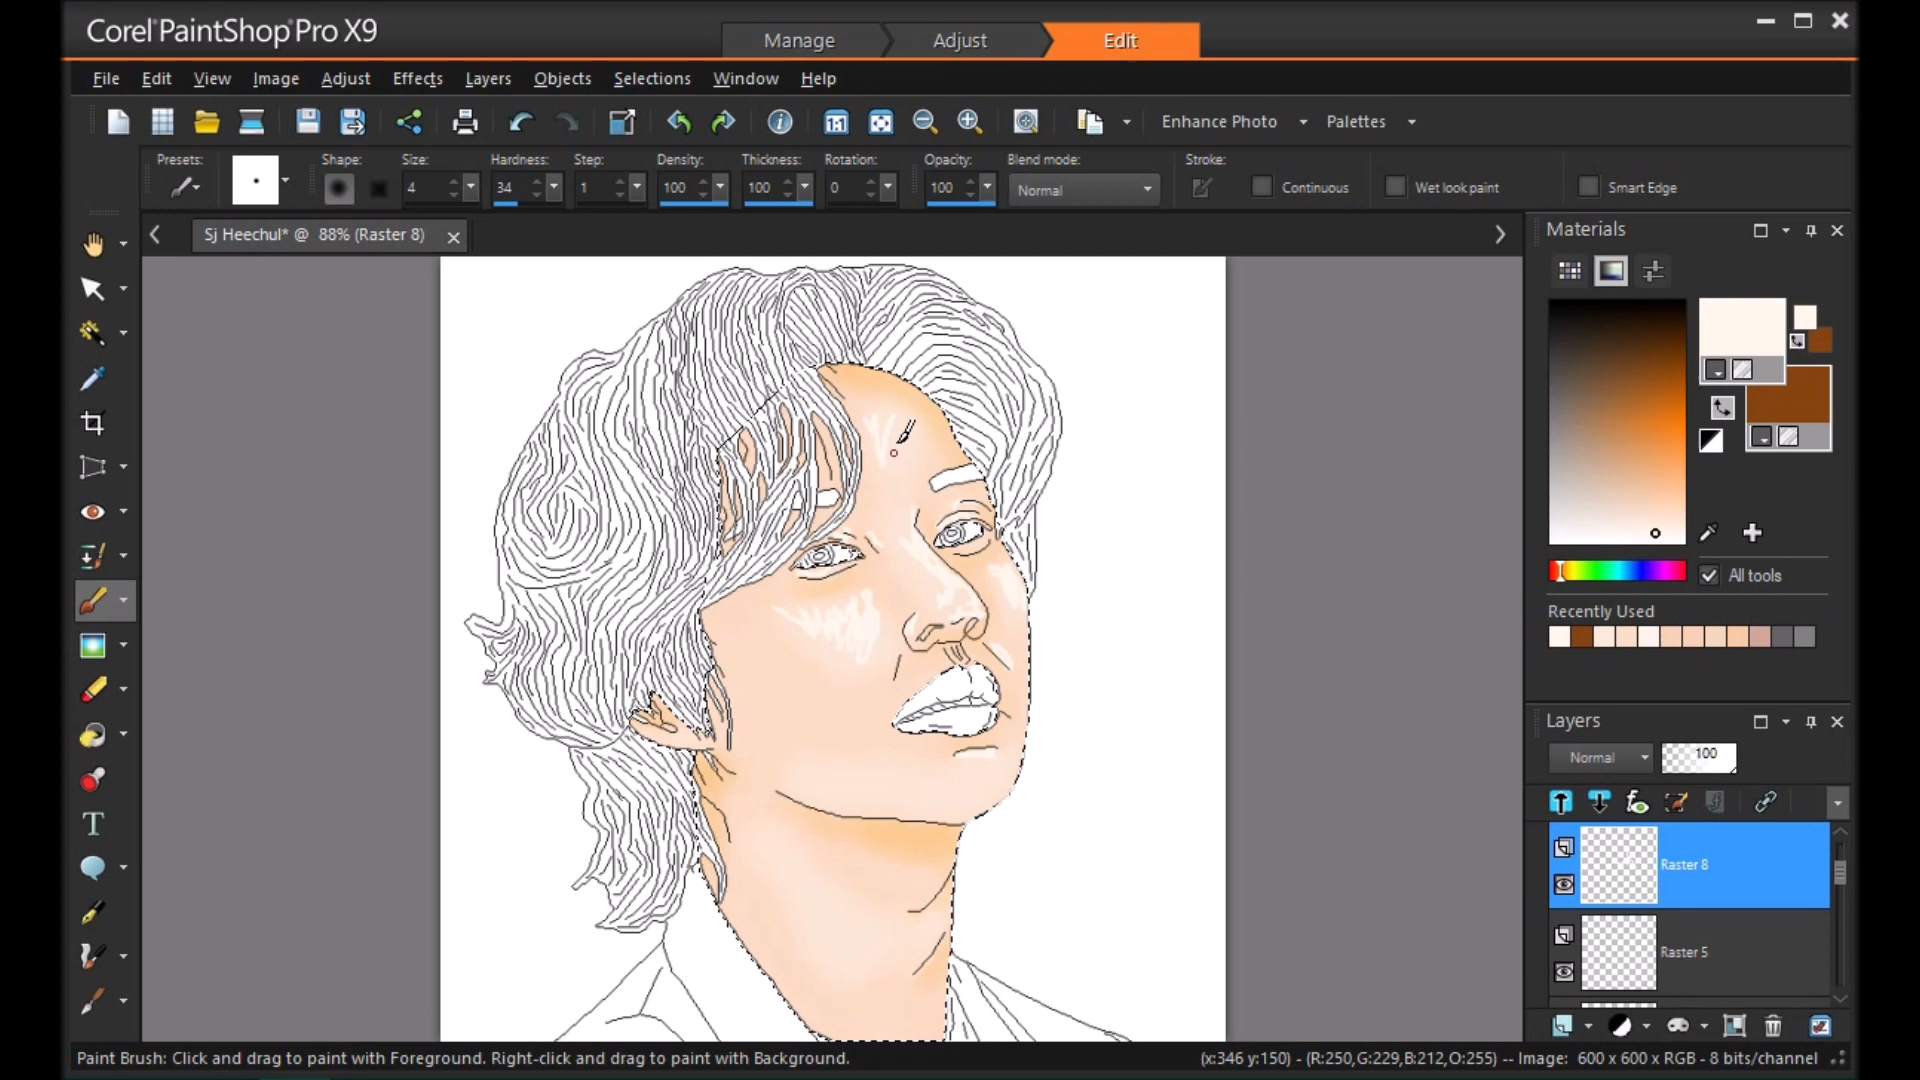 Corel PaintShop Pro X9
Manage Adjust Edit
File Edit View Image Adjust Effects Layers Objects Selections Window Help
1:1
Enhance Photo Palettes
Presets: Shape: Size: Hardness: Step: Density: Thickness: Rotation: Opacity: Blend mode: Stroke:
4 34 1 100 100 0 100 Normal Continuous Wet look paint Smart Edge
Sj Heechul* @ 88% (Raster 8)
Materials
All tools
Recently Used
Layers
Normal 100
Raster 8
Raster 5
Paint Brush: Click and drag to paint with Foreground. Right-click and drag to paint with Background.
(x:346 y:150) - (R:250,G:229,B:212,O:255) -- Image: 600 x 600 x RGB - 8 bits/channel